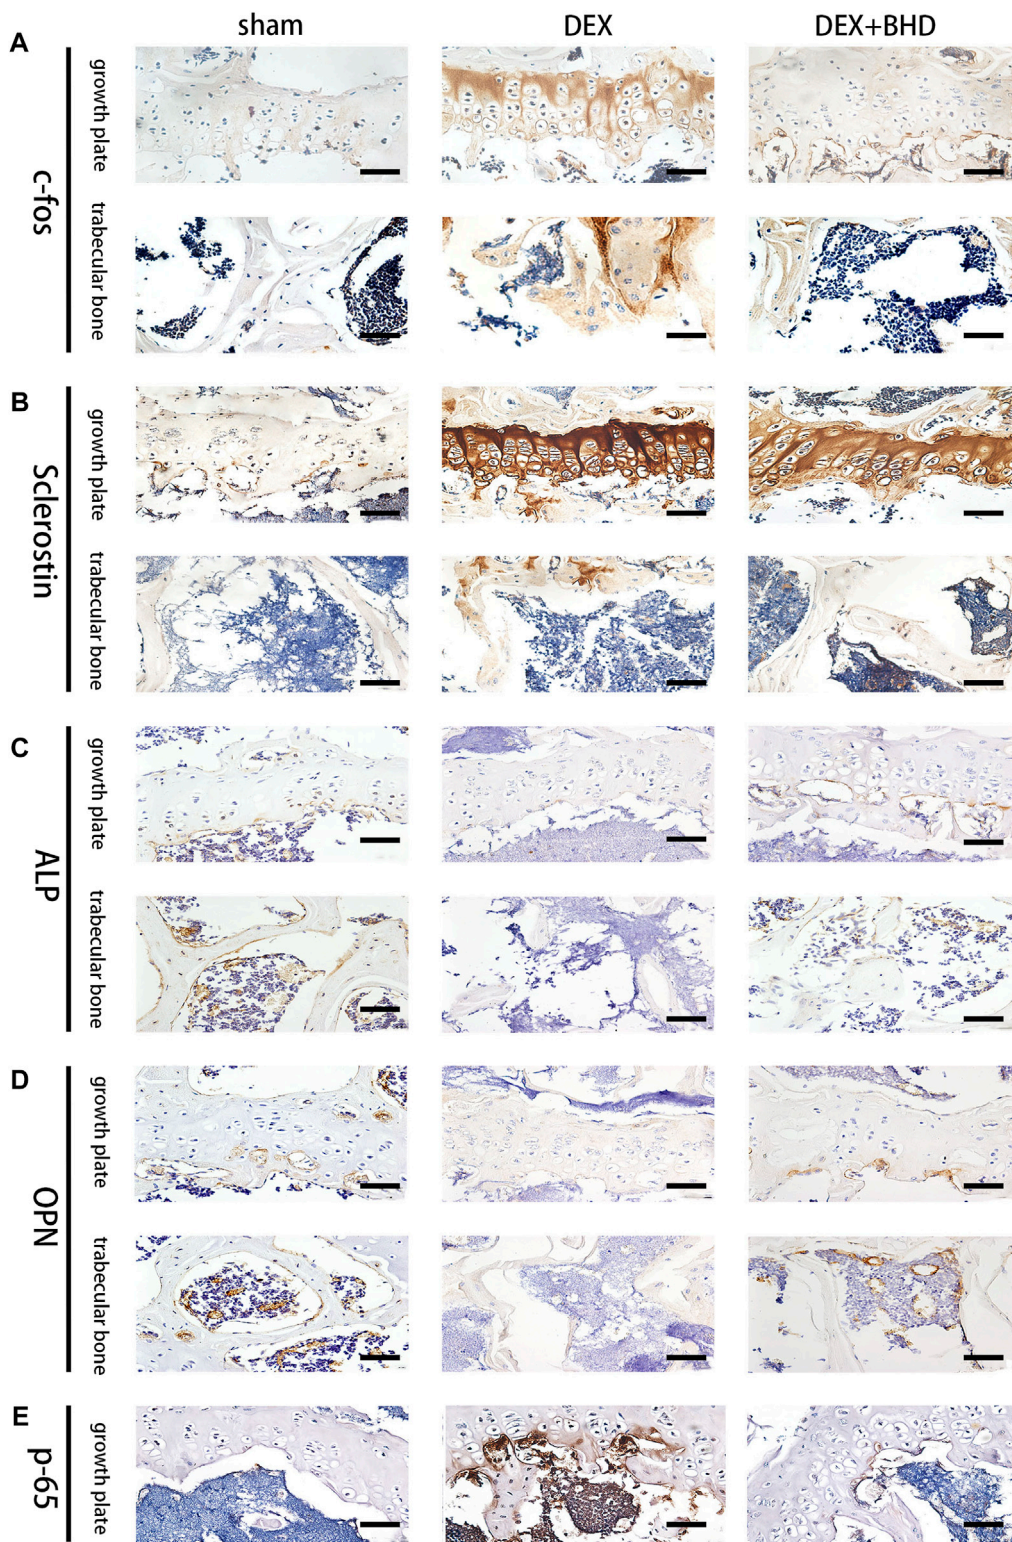 sham DEX DEX+BHD
A
c-fos
growth plate
trabecular bone
B
Sclerostin
growth plate
trabecular bone
C
ALP
growth plate
trabecular bone
D
OPN
growth plate
trabecular bone
E
p-65
growth plate